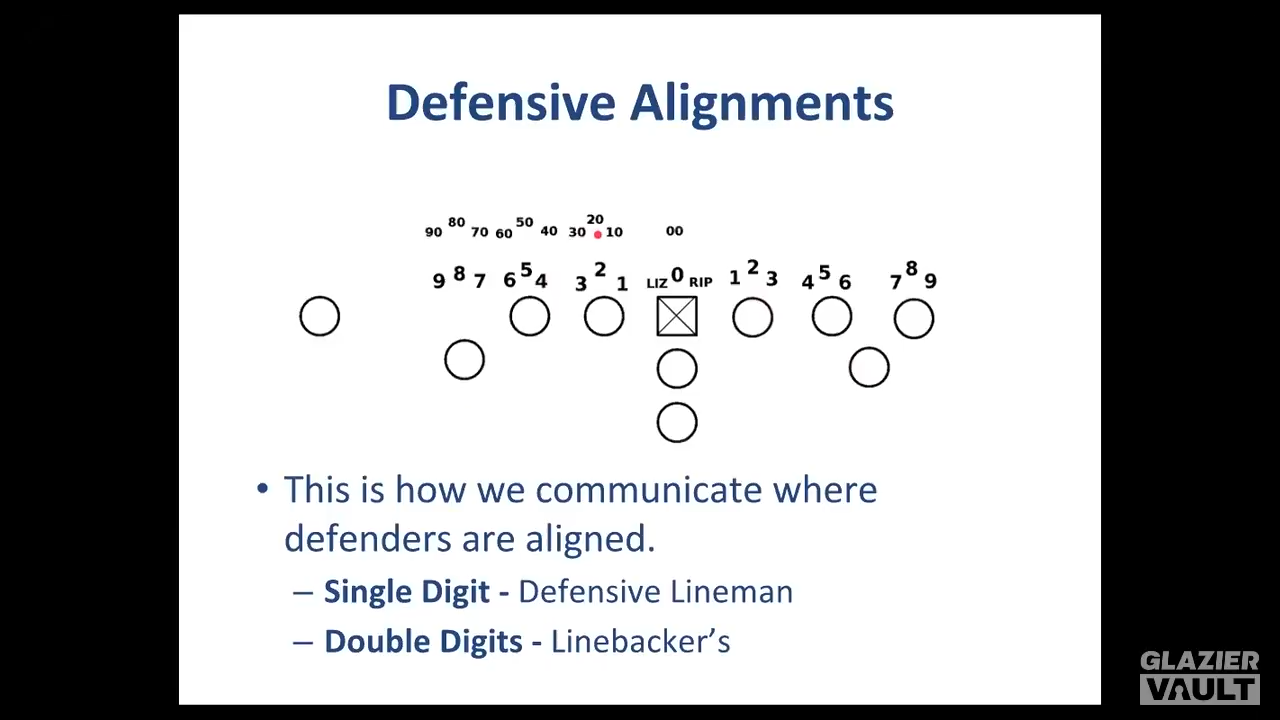 Defensive Alignments
90 80 70 60 50 40 30 20 10 00
9 8 7 6 5 4 3 2 1 LIZ 0 RIP 1 2 3 4 5 6 7 8 9
• This is how we communicate where
defenders are aligned.
– Single Digit - Defensive Lineman
– Double Digits - Linebacker’s
GLAZIER
VAULT